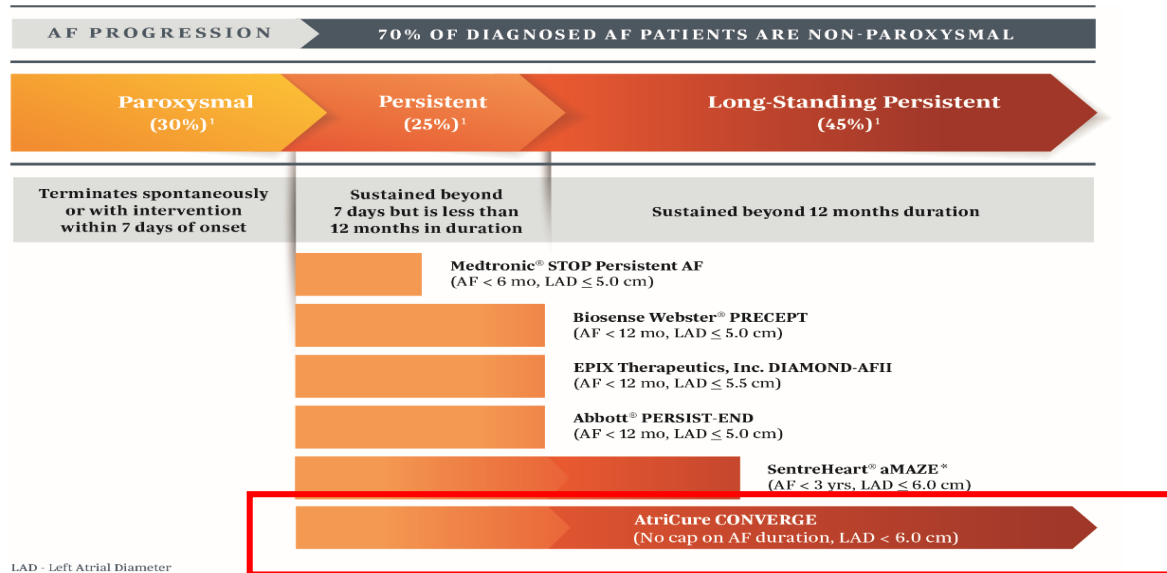 AF PROGRESSION
70% OF DIAGNOSED AF PATIENTS ARE NON-PAROXYSMAL
Paroxysmal
(30%)¹
Persistent
(25%)¹
Long-Standing Persistent
(45%)¹
Terminates spontaneously
or with intervention
within 7 days of onset
Sustained beyond
7 days but is less than
12 months in duration
Sustained beyond 12 months duration
Medtronic® STOP Persistent AF
(AF < 6 mo, LAD ≤ 5.0 cm)
Biosense Webster® PRECEPT
(AF < 12 mo, LAD ≤ 5.0 cm)
EPIX Therapeutics, Inc. DIAMOND-AFII
(AF < 12 mo, LAD ≤ 5.5 cm)
Abbott® PERSIST-END
(AF < 12 mo, LAD ≤ 5.0 cm)
SentreHeart® aMAZE*
(AF < 3 yrs, LAD ≤ 6.0 cm)
AtriCure CONVERGE
(No cap on AF duration, LAD < 6.0 cm)
LAD - Left Atrial Diameter